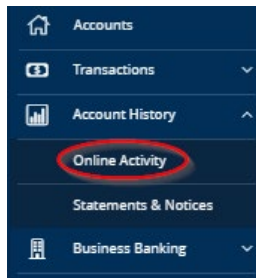 Accounts
Transactions
Account History
Online Activity
Statements & Notices
Business Banking